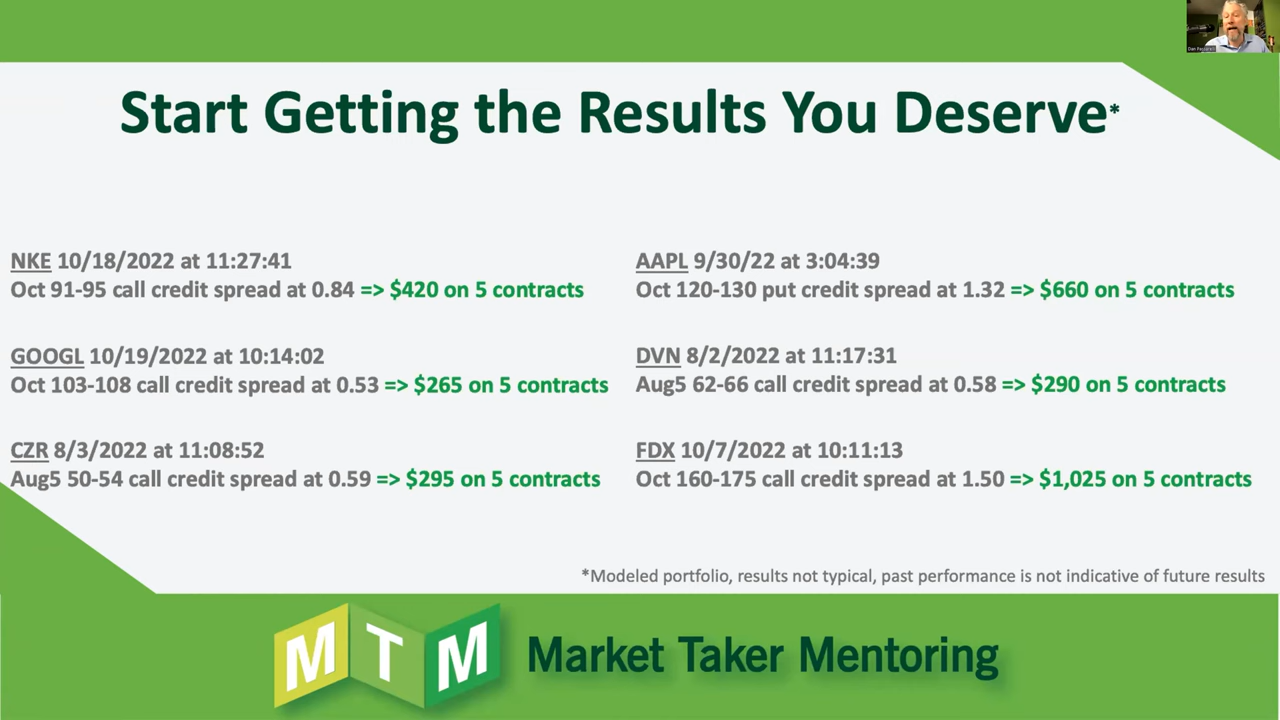 Start Getting the Results You Deserve*
NKE 10/18/2022 at 11:27:41
Oct 91-95 call credit spread at 0.84 => $420 on 5 contracts
GOOGL 10/19/2022 at 10:14:02
Oct 103-108 call credit spread at 0.53 => $265 on 5 contracts
CZR 8/3/2022 at 11:08:52
Aug5 50-54 call credit spread at 0.59 => $295 on 5 contracts
AAPL 9/30/22 at 3:04:39
Oct 120-130 put credit spread at 1.32 => $660 on 5 contracts
DVN 8/2/2022 at 11:17:31
Aug5 62-66 call credit spread at 0.58 => $290 on 5 contracts
FDX 10/7/2022 at 10:11:13
Oct 160-175 call credit spread at 1.50 => $1,025 on 5 contracts
*Modeled portfolio, results not typical, past performance is not indicative of future results
MTM Market Taker Mentoring